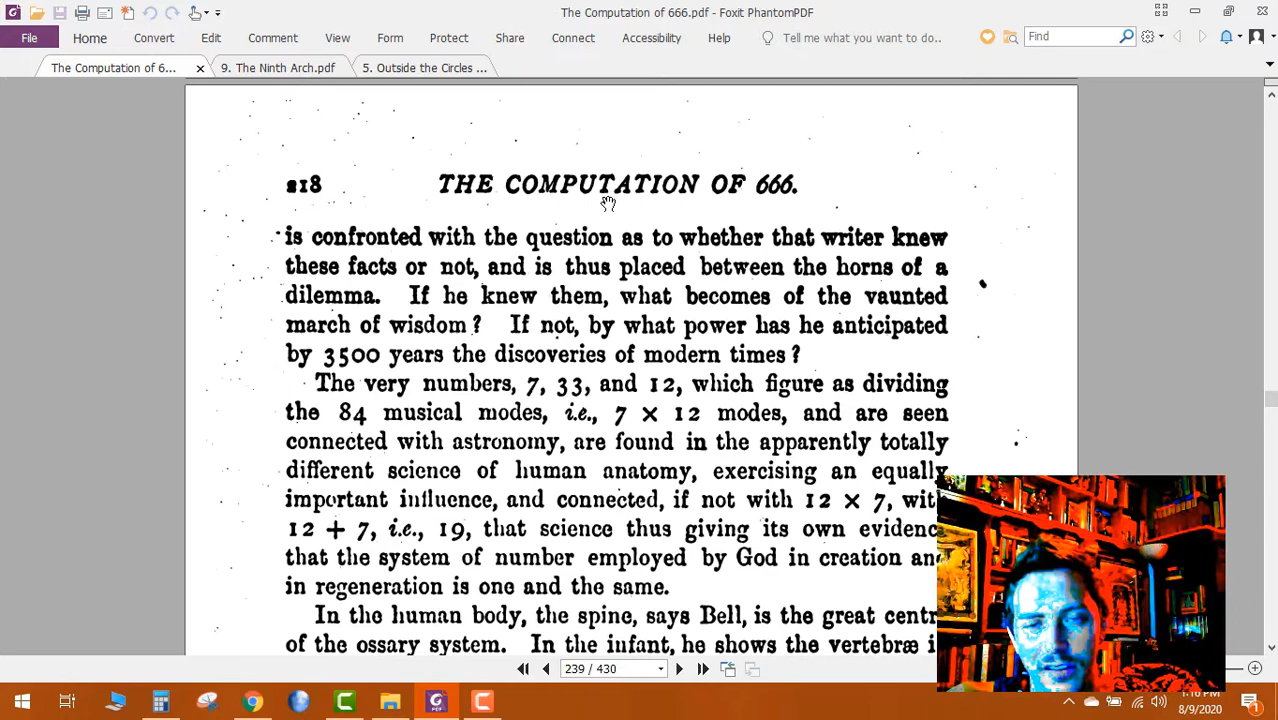 The Computation of 666.pdf - Foxit PhantomPDF
File Home Convert Edit Comment View Form Protect Share Connect Accessibility Help Tell me what you want to do.. Find
The Computation of 6... 9. The Ninth Arch.pdf 5. Outside the Circles ...
218 THE COMPUTATION OF 666.
is confronted with the question as to whether that writer knew
these facts or not, and is thus placed between the horns of a
dilemma. If he knew them, what becomes of the vaunted
march of wisdom? If not, by what power has he anticipated
by 3500 years the discoveries of modern times?
The very numbers, 7, 33, and 12, which figure as dividing
the 84 musical modes, i.e., 7 × 12 modes, and are seen
connected with astronomy, are found in the apparently totally
different science of human anatomy, exercising an equally
important influence, and connected, if not with 12 × 7, with
12 + 7, i.e., 19, that science thus giving its own evidenc
that the system of number employed by God in creation an
in regeneration is one and the same.
In the human body, the spine, says Bell, is the great centr
of the ossary system. In the infant, he shows the vertebræ i
239 / 430
1:10 PM
8/9/2020